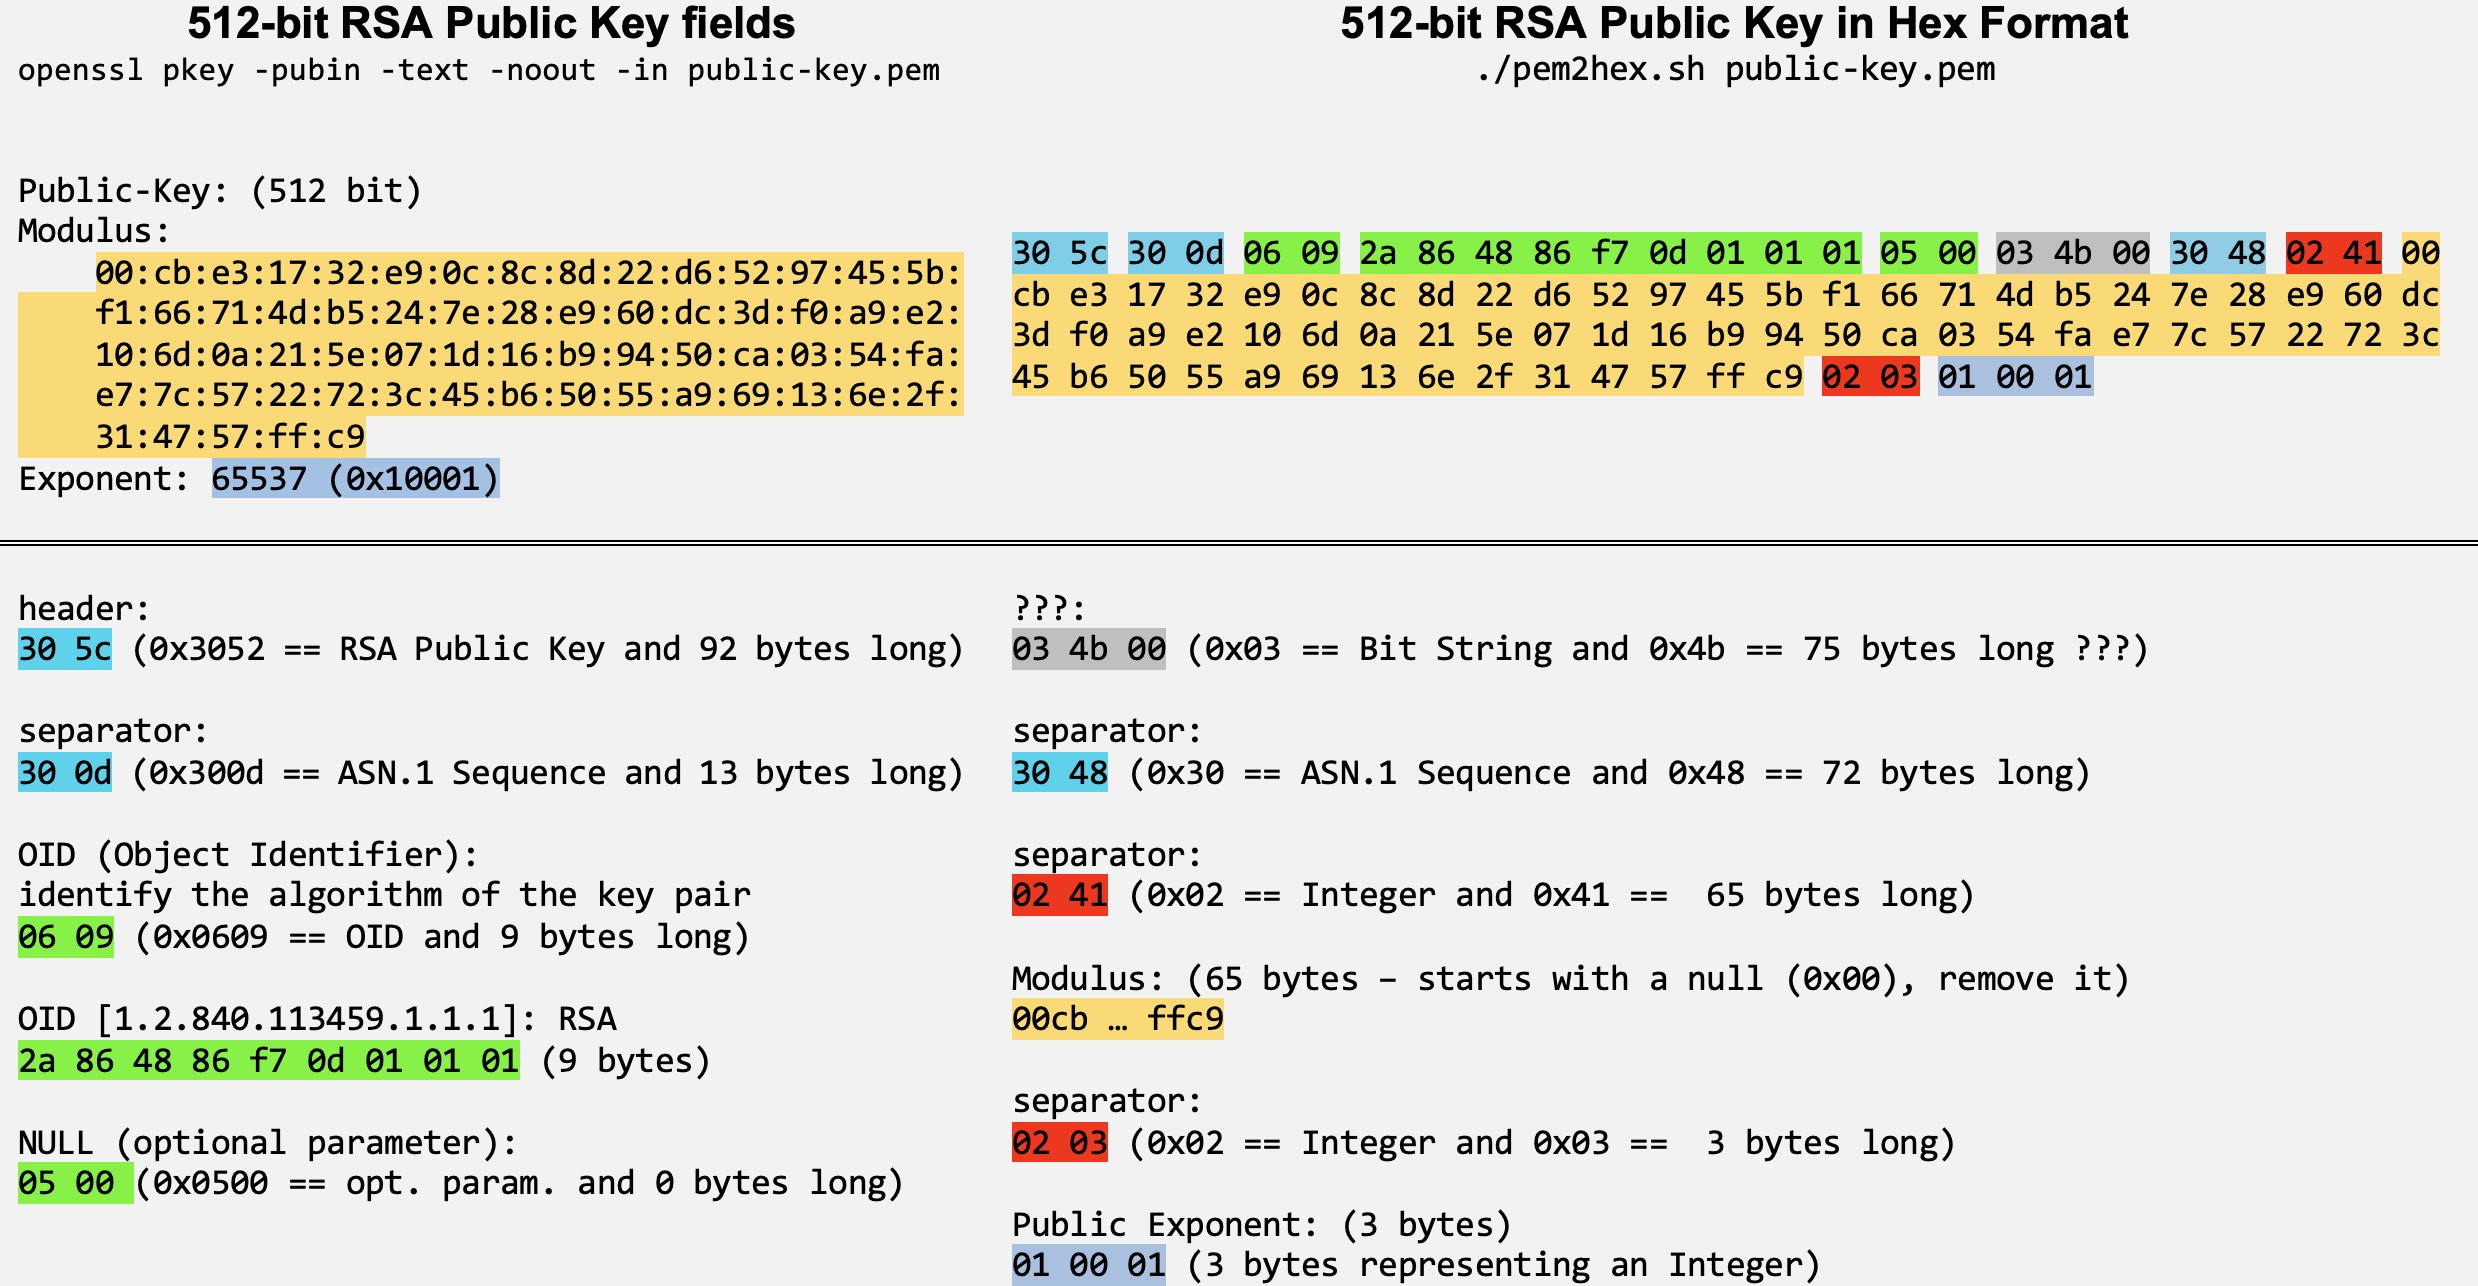 512-bit RSA Public Key fields
openssl pkey -pubin -text -noout -in public-key.pem
Public-Key: (512 bit)
Modulus:
00:cb:e3:17:32:e9:0c:8c:8d:22:d6:52:97:45:5b:
f1:66:71:4d:b5:24:7e:28:e9:60:dc:3d:f0:a9:e2:
10:6d:0a:21:5e:07:1d:16:b9:94:50:ca:03:54:fa:
e7:7c:57:22:72:3c:45:b6:50:55:a9:69:13:6e:2f:
31:47:57:ff:c9
Exponent: 65537 (0x10001)
512-bit RSA Public Key in Hex Format
./pem2hex.sh public-key.pem
30 5c 30 0d 06 09 2a 86 48 86 f7 0d 01 01 01 05 00 03 4b 00 30 48 02 41 00
cb e3 17 32 e9 0c 8c 8d 22 d6 52 97 45 5b f1 66 71 4d b5 24 7e 28 e9 60 dc
3d f0 a9 e2 10 6d 0a 21 5e 07 1d 16 b9 94 50 ca 03 54 fa e7 7c 57 22 72 3c
45 b6 50 55 a9 69 13 6e 2f 31 47 57 ff c9 02 03 01 00 01
header:
30 5c (0x3052 == RSA Public Key and 92 bytes long)
separator:
30 0d (0x300d == ASN.1 Sequence and 13 bytes long)
OID (Object Identifier):
identify the algorithm of the key pair
06 09 (0x0609 == OID and 9 bytes long)
OID [1.2.840.113459.1.1.1]: RSA
2a 86 48 86 f7 0d 01 01 01 (9 bytes)
NULL (optional parameter):
05 00 (0x0500 == opt. param. and 0 bytes long)
???:
03 4b 00 (0x03 == Bit String and 0x4b == 75 bytes long ???)
separator:
30 48 (0x30 == ASN.1 Sequence and 0x48 == 72 bytes long)
separator:
02 41 (0x02 == Integer and 0x41 ==  65 bytes long)
Modulus: (65 bytes – starts with a null (0x00), remove it)
00cb … ffc9
separator:
02 03 (0x02 == Integer and 0x03 ==  3 bytes long)
Public Exponent: (3 bytes)
01 00 01 (3 bytes representing an Integer)